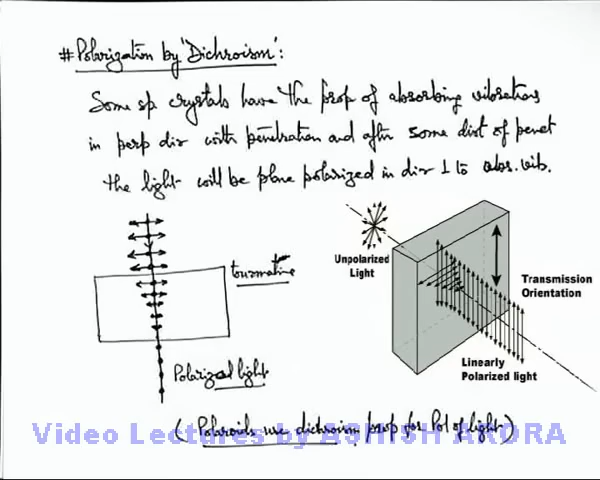 # Polarization by 'Dichroism':
Some sp crystals have the prop of absorbing vibrations
in perp dir with penetration and after some dist of penet
the light will be plane polarized in dir ⊥ to abs. vib.
Unpolarized
Light
tourmatine
Transmission
Orientation
Linearly
Polarized light
Polarized light
( Polaroids use dichroism prop for Pol of light )
Video Lectures by ASHISH ARORA